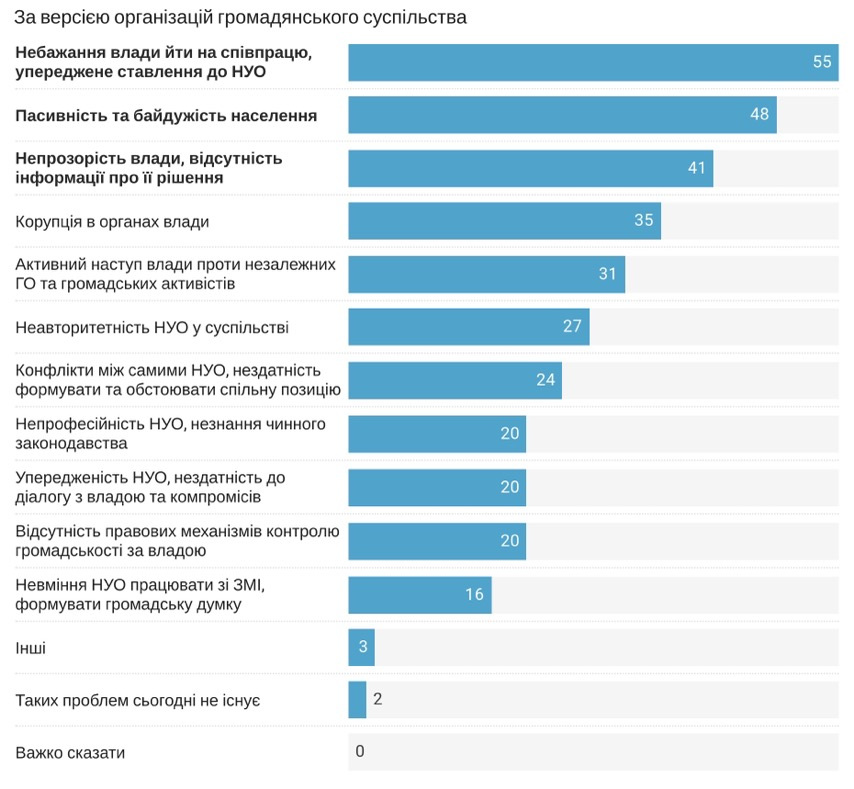 За версією організацій громадянського суспільства
Небажання влади йти на співпрацю,
упереджене ставлення до НУО
55
Пасивність та байдужість населення
48
Непрозорість влади, відсутність
інформації про її рішення
41
Корупція в органах влади
35
Активний наступ влади проти незалежних
ГО та громадських активістів
31
Неавторитетність НУО у суспільстві
27
Конфлікти між самими НУО, нездатність
формувати та обстоювати спільну позицію
24
Непрофесійність НУО, незнання чинного
законодавства
20
Упередженість НУО, нездатність до
діалогу з владою та компромісів
20
Відсутність правових механізмів контролю
громадськості за владою
20
Невміння НУО працювати зі ЗМІ,
формувати громадську думку
16
Інші
3
Таких проблем сьогодні не існує
2
Важко сказати
0